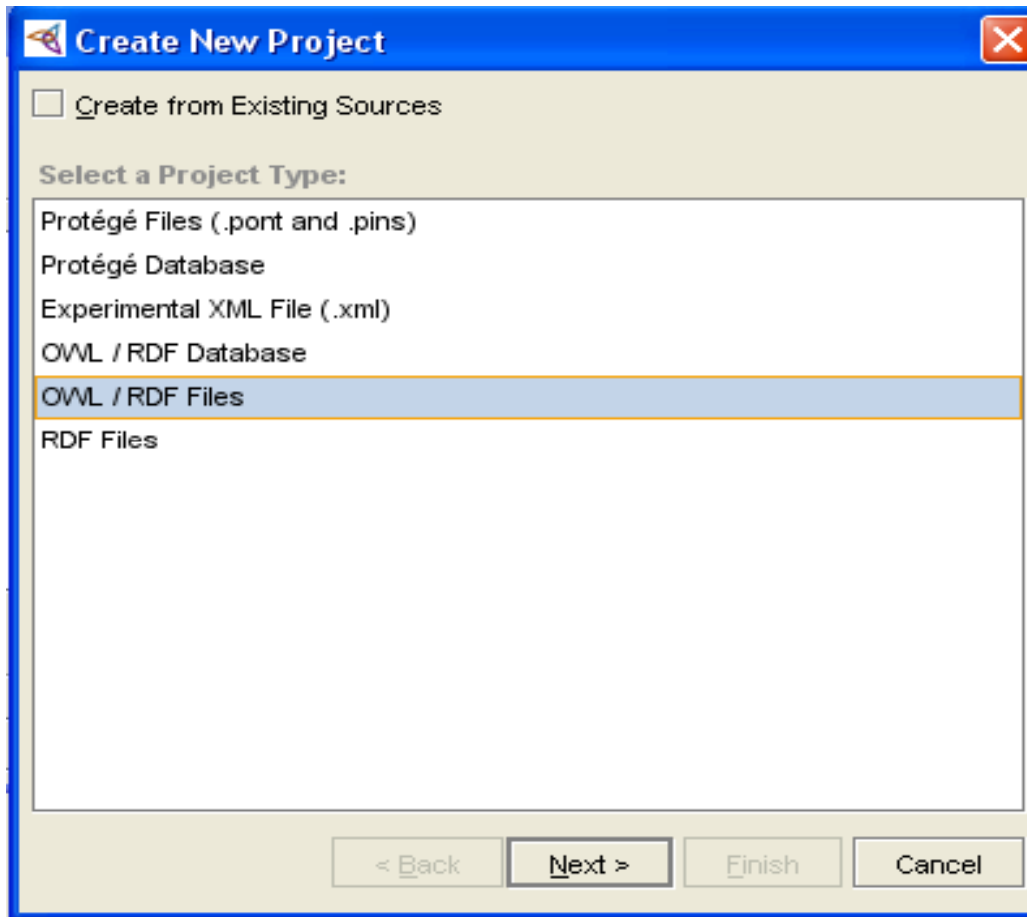 Create New Project
Create from Existing Sources
Select a Project Type:
Protégé Files (.pont and .pins)
Protégé Database
Experimental XML File (.xml)
OWL / RDF Database
OWL / RDF Files
RDF Files
< Back Next > Finish Cancel